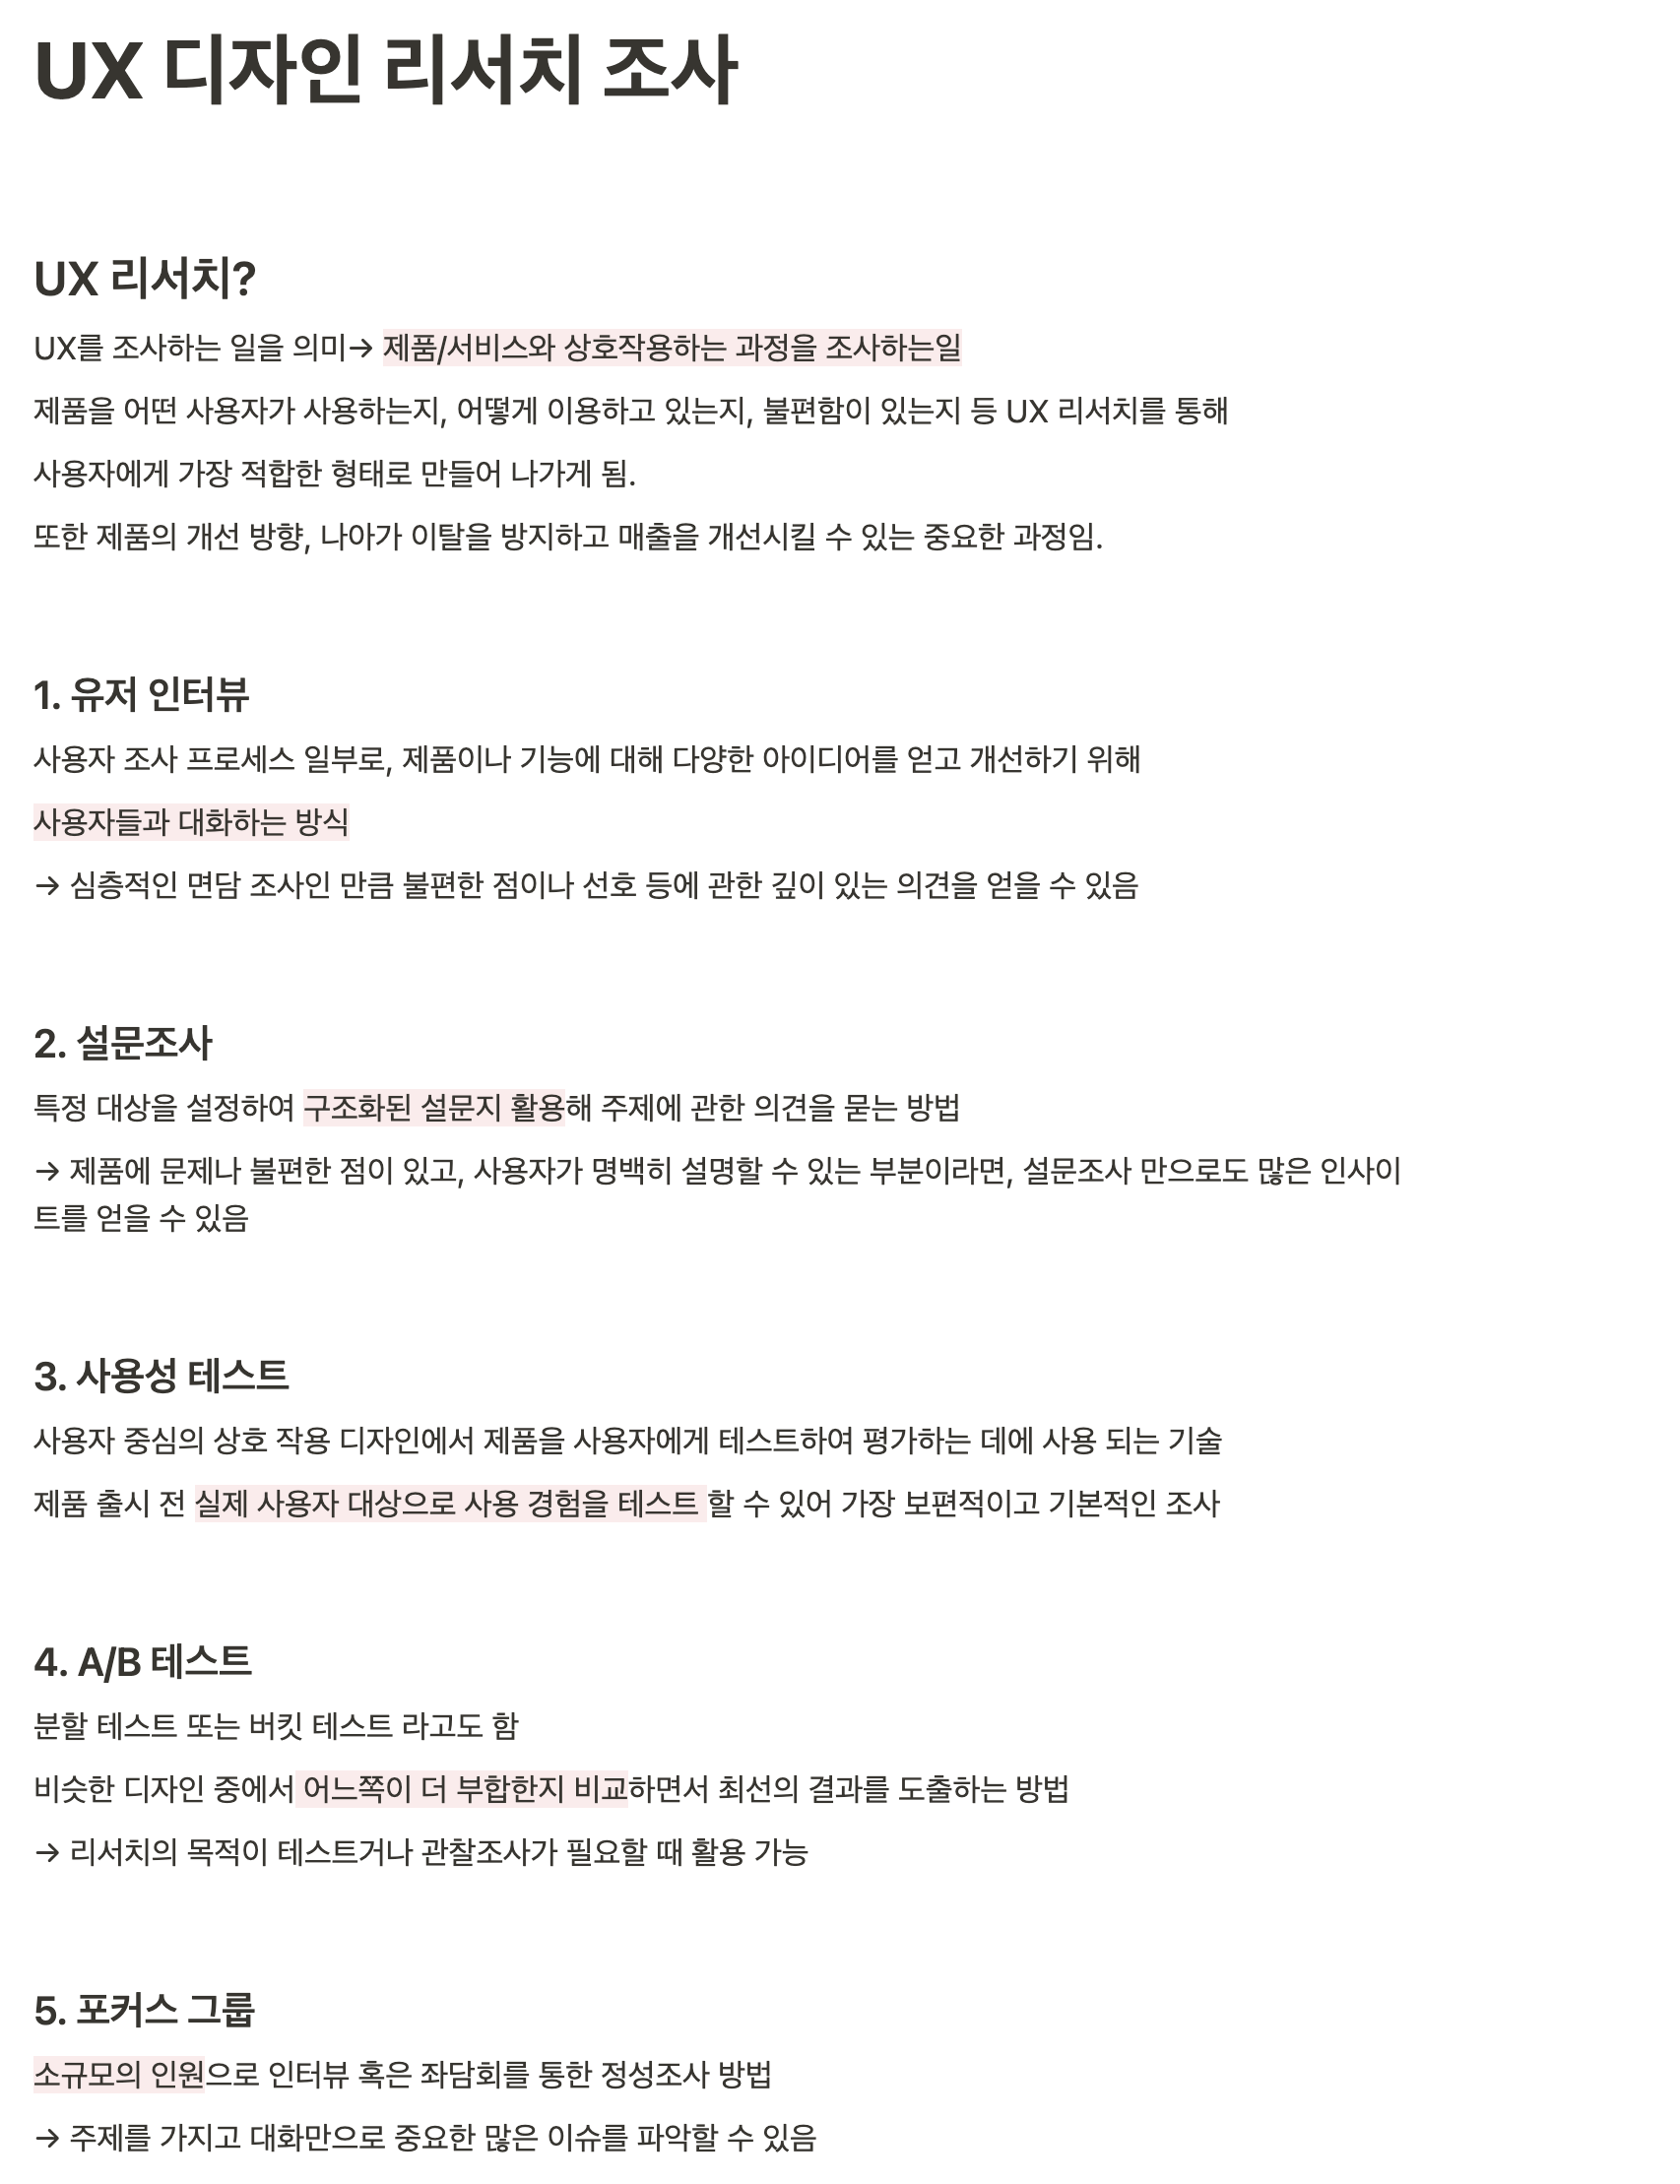 UX 디자인 리서치 조사
UX 리서치?
UX를 조사하는 일을 의미→ 제품/서비스와 상호작용하는 과정을 조사하는일
제품을 어떤 사용자가 사용하는지, 어떻게 이용하고 있는지, 불편함이 있는지 등 UX 리서치를 통해
사용자에게 가장 적합한 형태로 만들어 나가게 됨.
또한 제품의 개선 방향, 나아가 이탈을 방지하고 매출을 개선시킬 수 있는 중요한 과정임.
1. 유저 인터뷰
사용자 조사 프로세스 일부로, 제품이나 기능에 대해 다양한 아이디어를 얻고 개선하기 위해
사용자들과 대화하는 방식
→ 심층적인 면담 조사인 만큼 불편한 점이나 선호 등에 관한 깊이 있는 의견을 얻을 수 있음
2. 설문조사
특정 대상을 설정하여 구조화된 설문지 활용해 주제에 관한 의견을 묻는 방법
→ 제품에 문제나 불편한 점이 있고, 사용자가 명백히 설명할 수 있는 부분이라면, 설문조사 만으로도 많은 인사이
트를 얻을 수 있음
3. 사용성 테스트
사용자 중심의 상호 작용 디자인에서 제품을 사용자에게 테스트하여 평가하는 데에 사용 되는 기술
제품 출시 전 실제 사용자 대상으로 사용 경험을 테스트 할 수 있어 가장 보편적이고 기본적인 조사
4. A/B 테스트
분할 테스트 또는 버킷 테스트 라고도 함
비슷한 디자인 중에서 어느쪽이 더 부합한지 비교하면서 최선의 결과를 도출하는 방법
→ 리서치의 목적이 테스트거나 관찰조사가 필요할 때 활용 가능
5. 포커스 그룹
소규모의 인원으로 인터뷰 혹은 좌담회를 통한 정성조사 방법
→ 주제를 가지고 대화만으로 중요한 많은 이슈를 파악할 수 있음